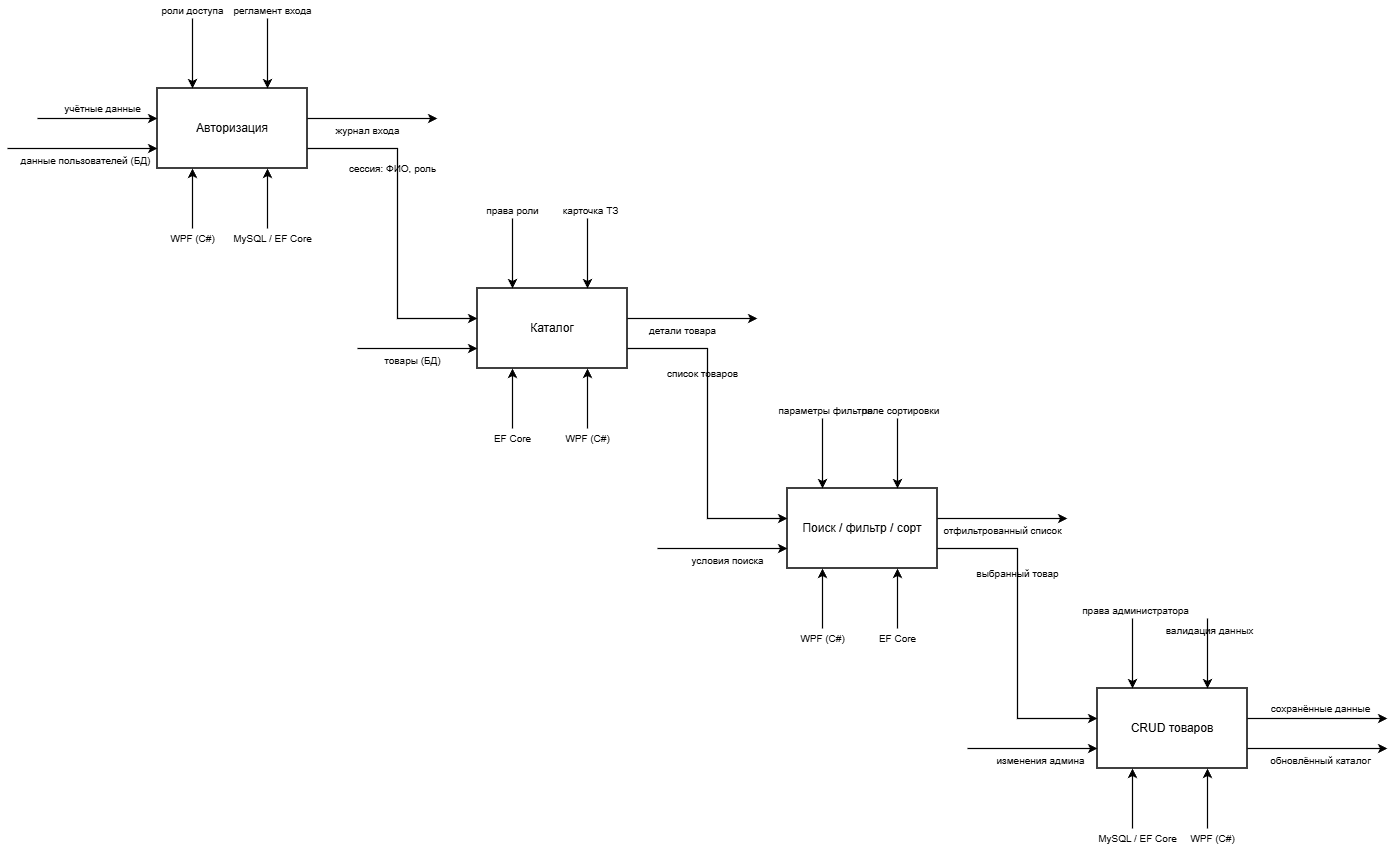 роли доступа
регламент входа
учётные данные
Авторизация
журнал входа
данные пользователей (БД)
сессия: ФИО, роль
WPF (C#)
MySQL / EF Core
права роли
карточка ТЗ
Каталог
детали товара
товары (БД)
список товаров
EF Core
WPF (C#)
параметры фильтра
поле сортировки
Поиск / фильтр / сорт
отфильтрованный список
условия поиска
выбранный товар
WPF (C#)
EF Core
права администратора
валидация данных
сохранённые данные
CRUD товаров
изменения админа
обновлённый каталог
MySQL / EF Core
WPF (C#)